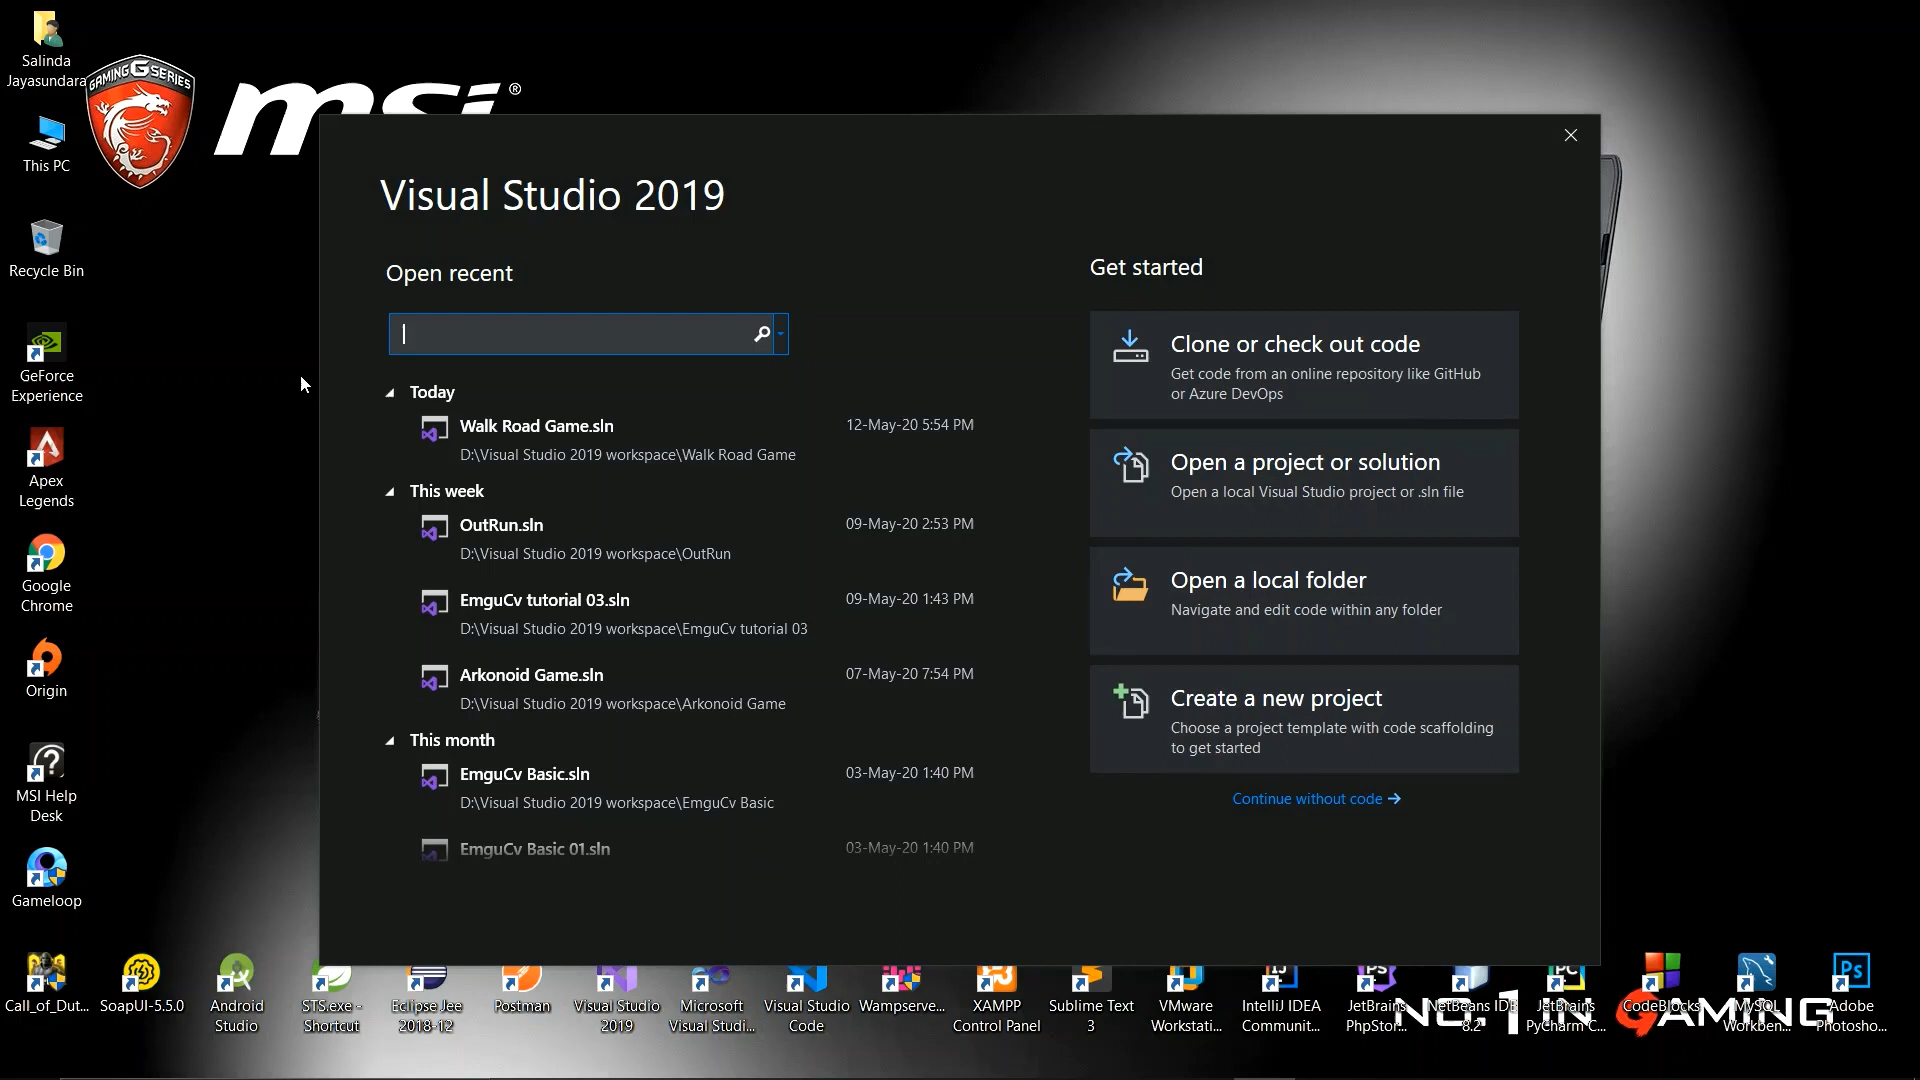 Salinda
Jayasundara
This PC
Recycle Bin
GeForce
Experience
Apex
Legends
Google
Chrome
Origin
MSI Help
Desk
Gameloop
GAMING G SERIES
msi®
Visual Studio 2019
Open recent
Today
Walk Road Game.sln 12-May-20 5:54 PM
D:\Visual Studio 2019 workspace\Walk Road Game
This week
OutRun.sln 09-May-20 2:53 PM
D:\Visual Studio 2019 workspace\OutRun
EmguCv tutorial 03.sln 09-May-20 1:43 PM
D:\Visual Studio 2019 workspace\EmguCv tutorial 03
Arkonoid Game.sln 07-May-20 7:54 PM
D:\Visual Studio 2019 workspace\Arkonoid Game
This month
EmguCv Basic.sln 03-May-20 1:40 PM
D:\Visual Studio 2019 workspace\EmguCv Basic
EmguCv Basic 01.sln 03-May-20 1:40 PM
Get started
Clone or check out code
Get code from an online repository like GitHub
or Azure DevOps
Open a project or solution
Open a local Visual Studio project or .sln file
Open a local folder
Navigate and edit code within any folder
Create a new project
Choose a project template with code scaffolding
to get started
Continue without code
Call_of_Dut...
SoapUI-5.5.0
Android
Studio
STS.exe -
Shortcut
Eclipse Jee
2018-12
Postman
Visual Studio
2019
Microsoft
Visual Studi...
Visual Studio
Code
Wampserve...
XAMPP
Control Panel
Sublime Text
3
VMware
Workstati...
IntelliJ IDEA
Communit...
JetBrains
PhpStor...
NetBeans IDE
8.2
JetBrains
PyCharm C...
CodeBlocks
MySQL
Workben...
Adobe
Photosho...
NO.1 IN GAMING